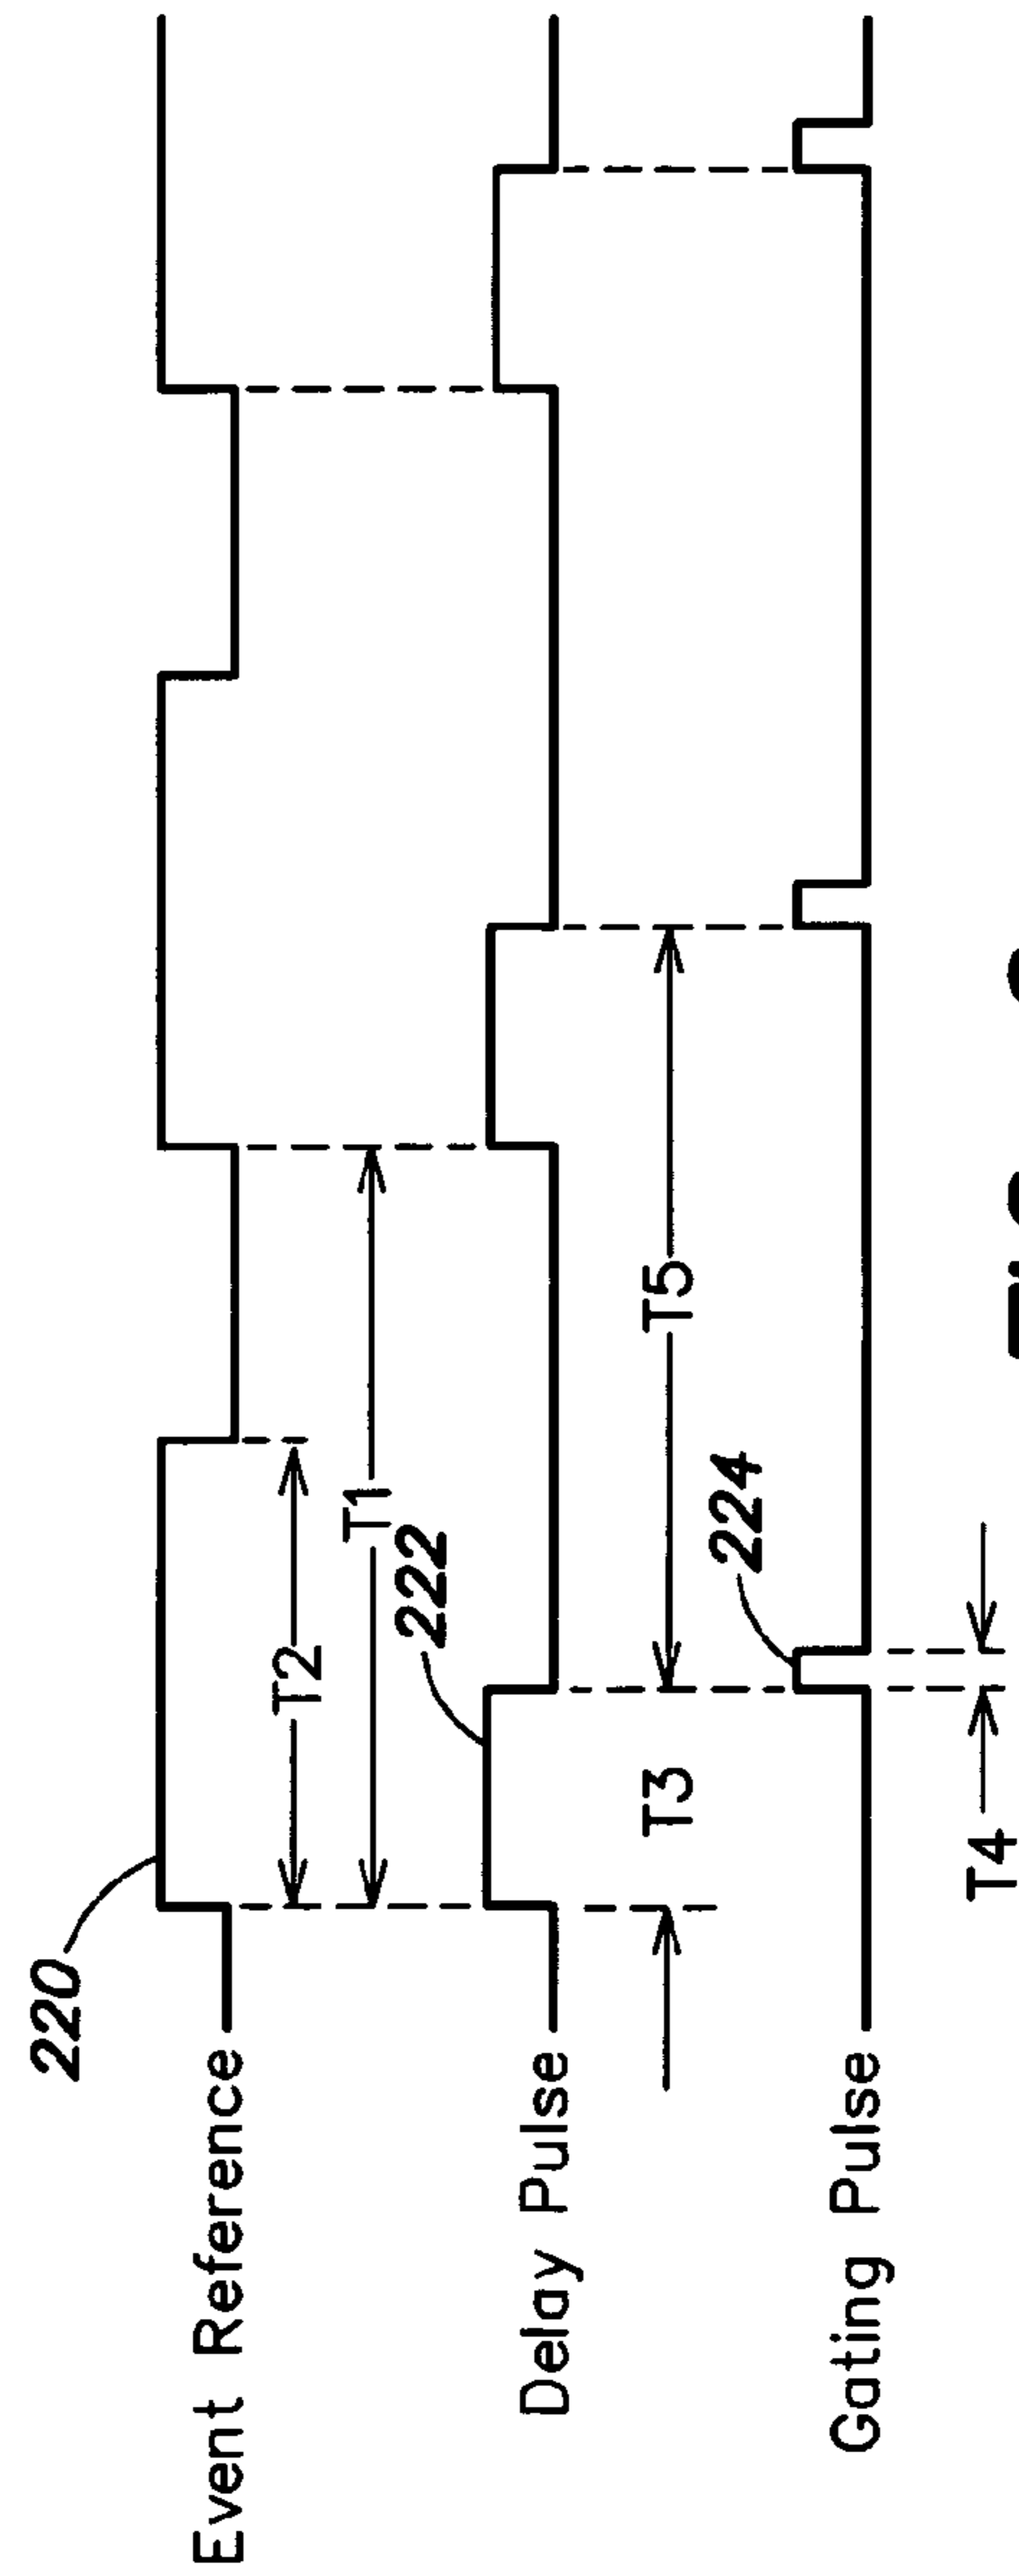 220
Event Reference
T2
T1
222
Delay Pulse
T3
T5
224
Gating Pulse
T4